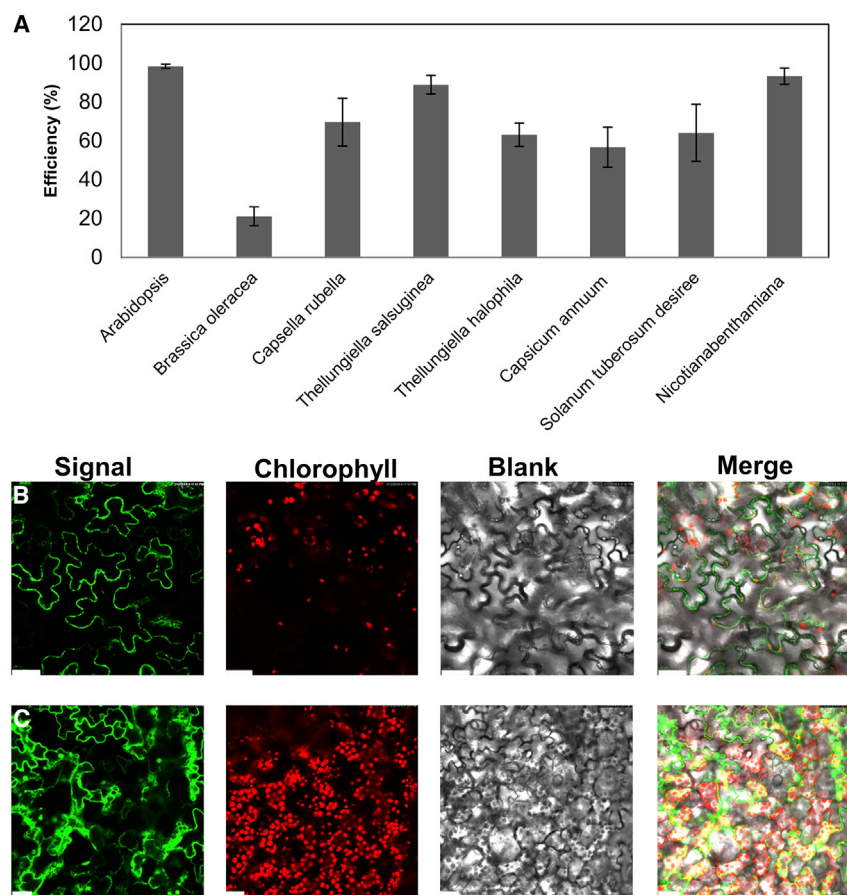 A
Efficiency (%)
120
100
80
60
40
20
0
Arabidopsis
Brassica oleracea
Capsella rubella
Thellungiella salsuginea
Thellungiella halophila
Capsicum annuum
Solanum tuberosum desiree
Nicotianabenthamiana
Signal
Chlorophyll
Blank
Merge
B
C